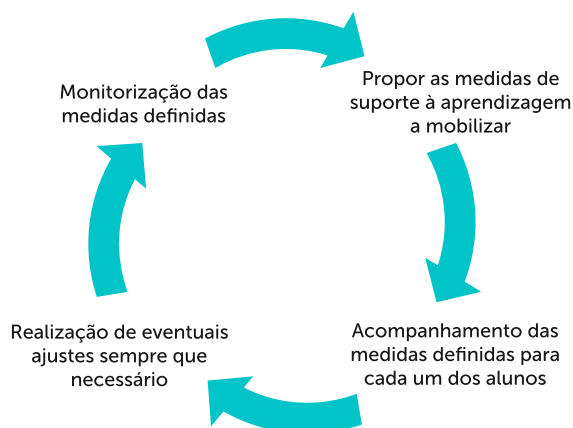 Monitorização das
medidas definidas
Propor as medidas de
suporte à aprendizagem
a mobilizar
Acompanhamento das
medidas definidas para
cada um dos alunos
Realização de eventuais
ajustes sempre que
necessário